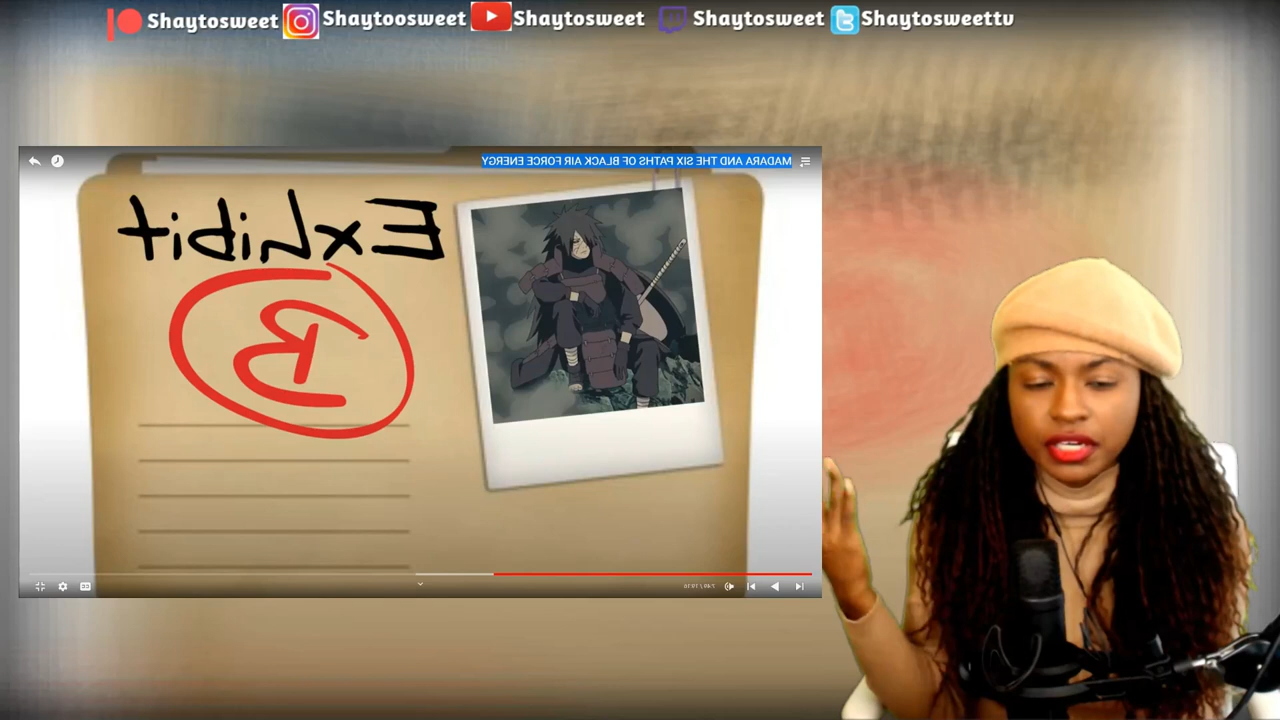 Shaytosweet Shaytoosweet Shaytosweet Shaytosweet Shaytosweettv
MADARA AND THE SIX PATHS OF BLACK AIR FORCE ENERGY
Exhibit
B